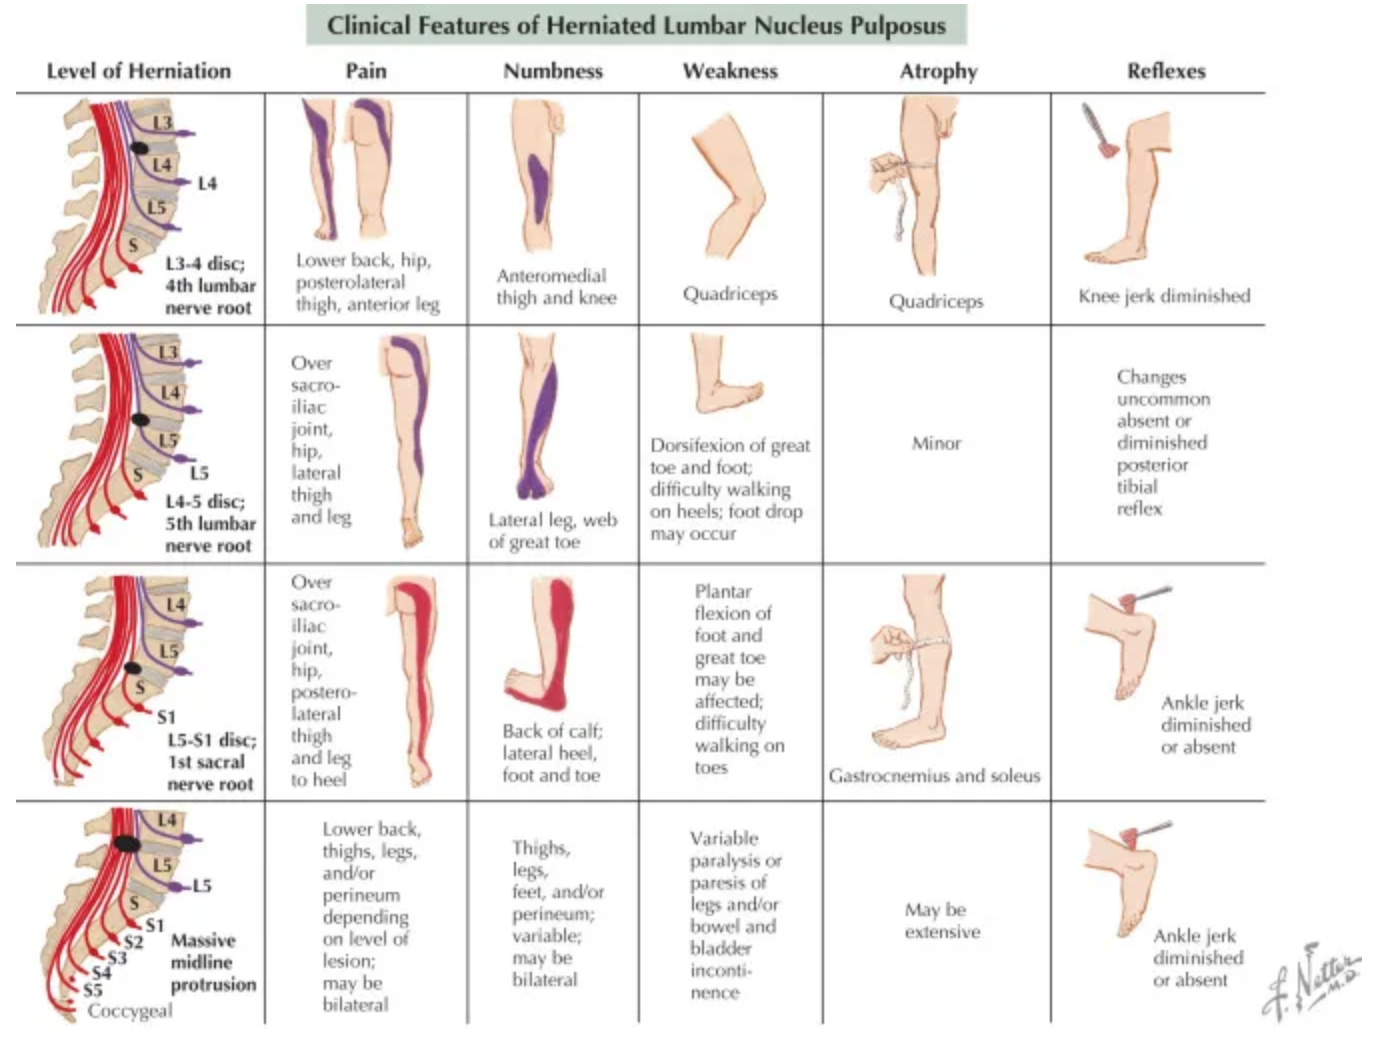 Clinical Features of Herniated Lumbar Nucleus Pulposus
Level of Herniation
Pain
Numbness
Weakness
Atrophy
Reflexes
L3
L4
L4
L5
S
L3-4 disc;
4th lumbar
nerve root
Lower back, hip,
posterolateral
thigh, anterior leg
Anteromedial
thigh and knee
Quadriceps
Quadriceps
Knee jerk diminished
L3
L4
L5
S
L5
L4-5 disc;
5th lumbar
nerve root
Over
sacro-
iliac
joint,
hip,
lateral
thigh
and leg
Lateral leg, web
of great toe
Dorsifexion of great
toe and foot;
difficulty walking
on heels; foot drop
may occur
Minor
Changes
uncommon
absent or
diminished
posterior
tibial
reflex
L4
L5
S
S1
L5-S1 disc;
1st sacral
nerve root
Over
sacro-
iliac
joint,
hip,
postero-
lateral
thigh
and leg
to heel
Back of calf;
lateral heel,
foot and toe
Plantar
flexion of
foot and
great toe
may be
affected;
difficulty
walking on
toes
Gastrocnemius and soleus
Ankle jerk
diminished
or absent
L4
L5
L5
S
S1
S2
S3
S4
S5
Coccygeal
Massive
midline
protrusion
Lower back,
thighs, legs,
and/or
perineum
depending
on level of
lesion;
may be
bilateral
Thighs,
legs,
feet, and/or
perineum;
variable;
may be
bilateral
Variable
paralysis or
paresis of
legs and/or
bowel and
bladder
inconti-
nence
May be
extensive
Ankle jerk
diminished
or absent
F. Netter
M.D.